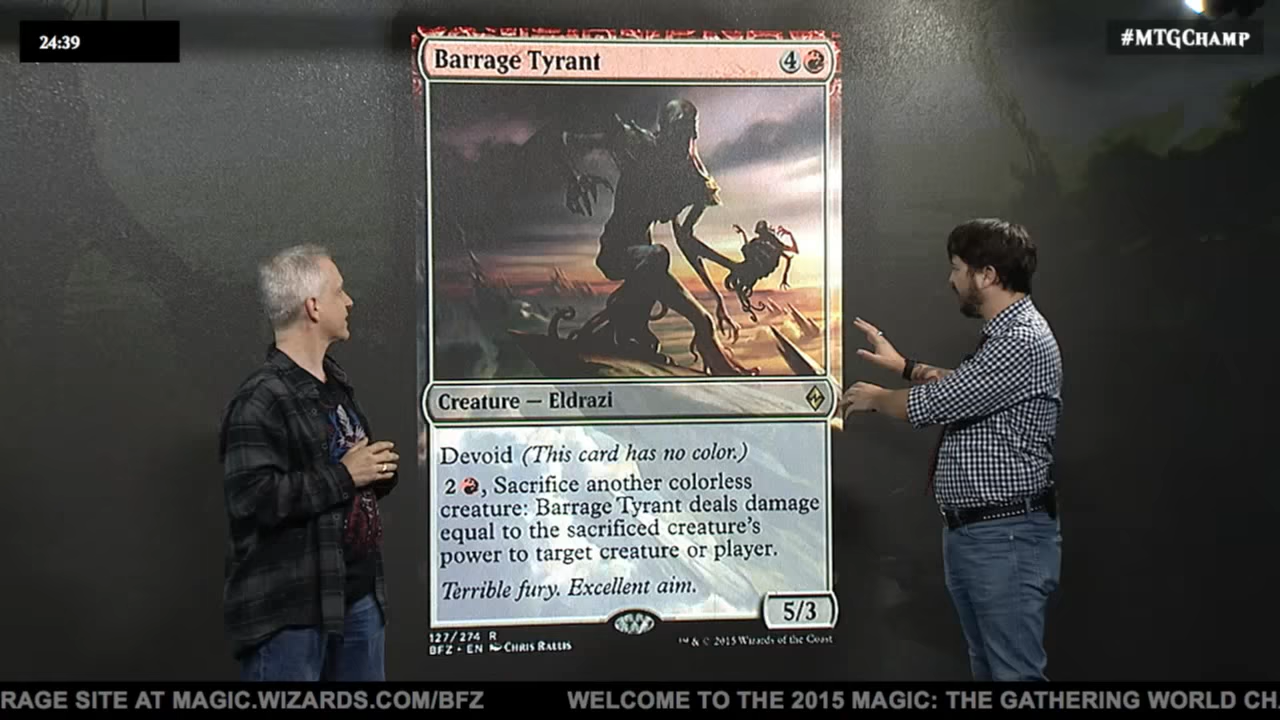 24:39
#MTGCHAMP
Barrage Tyrant 4
Creature — Eldrazi
Devoid (This card has no color.)
2 , Sacrifice another colorless
creature: Barrage Tyrant deals damage
equal to the sacrificed creature's
power to target creature or player.
Terrible fury. Excellent aim.
5/3
127/274 R
BFZ • EN CHRIS RALLIS
™ & © 2015 Wizards of the Coast
RAGE SITE AT MAGIC.WIZARDS.COM/BFZ WELCOME TO THE 2015 MAGIC: THE GATHERING WORLD CH